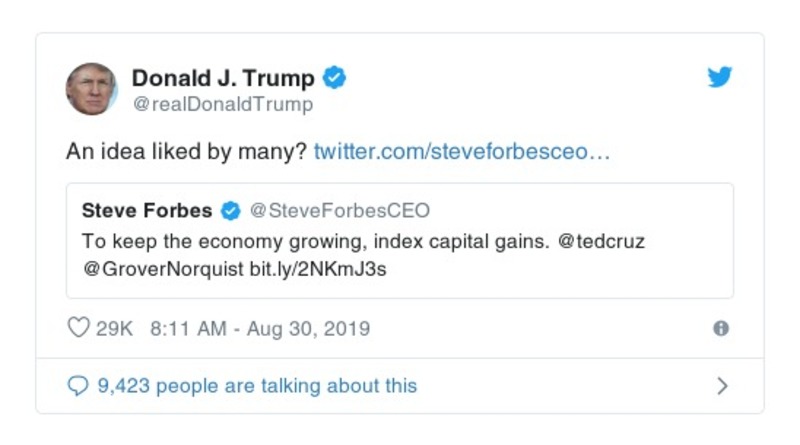 Donald J. Trump
@realDonaldTrump
An idea liked by many? twitter.com/steveforbesceo…
Steve Forbes @SteveForbesCEO
To keep the economy growing, index capital gains. @tedcruz
@GroverNorquist bit.ly/2NKmJ3s
29K 8:11 AM - Aug 30, 2019
9,423 people are talking about this